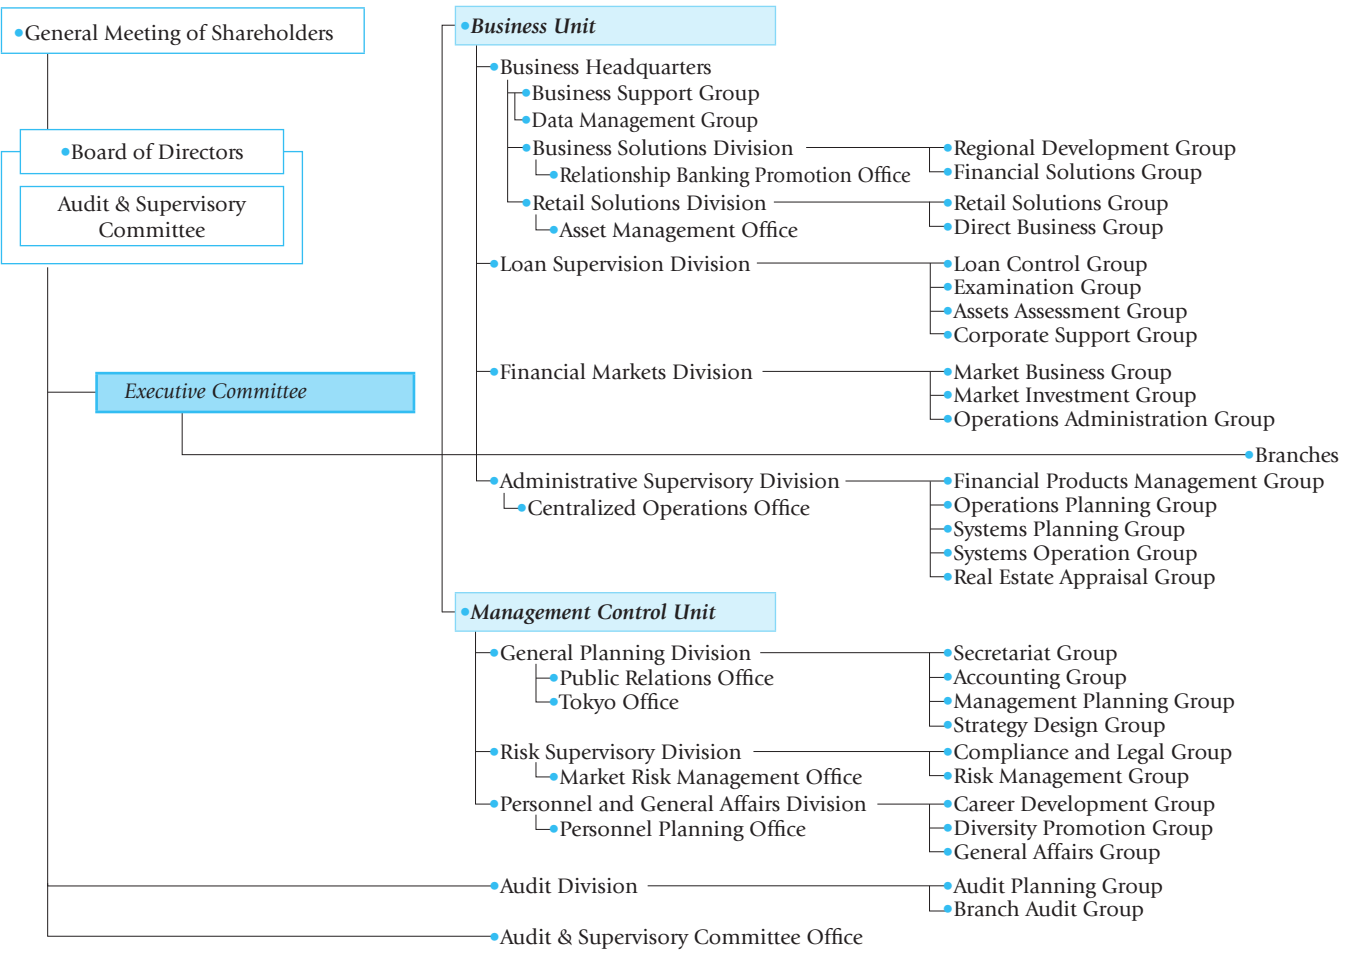 General Meeting of Shareholders
Board of Directors
Audit & Supervisory
Committee
Executive Committee
Business Unit
Business Headquarters
Business Support Group
Data Management Group
Business Solutions Division
Regional Development Group
Relationship Banking Promotion Office
Financial Solutions Group
Retail Solutions Division
Retail Solutions Group
Asset Management Office
Direct Business Group
Loan Supervision Division
Loan Control Group
Examination Group
Assets Assessment Group
Corporate Support Group
Financial Markets Division
Market Business Group
Market Investment Group
Operations Administration Group
Branches
Administrative Supervisory Division
Financial Products Management Group
Centralized Operations Office
Operations Planning Group
Systems Planning Group
Systems Operation Group
Real Estate Appraisal Group
Management Control Unit
General Planning Division
Secretariat Group
Public Relations Office
Accounting Group
Tokyo Office
Management Planning Group
Strategy Design Group
Risk Supervisory Division
Compliance and Legal Group
Market Risk Management Office
Risk Management Group
Personnel and General Affairs Division
Career Development Group
Personnel Planning Office
Diversity Promotion Group
General Affairs Group
Audit Division
Audit Planning Group
Branch Audit Group
Audit & Supervisory Committee Office